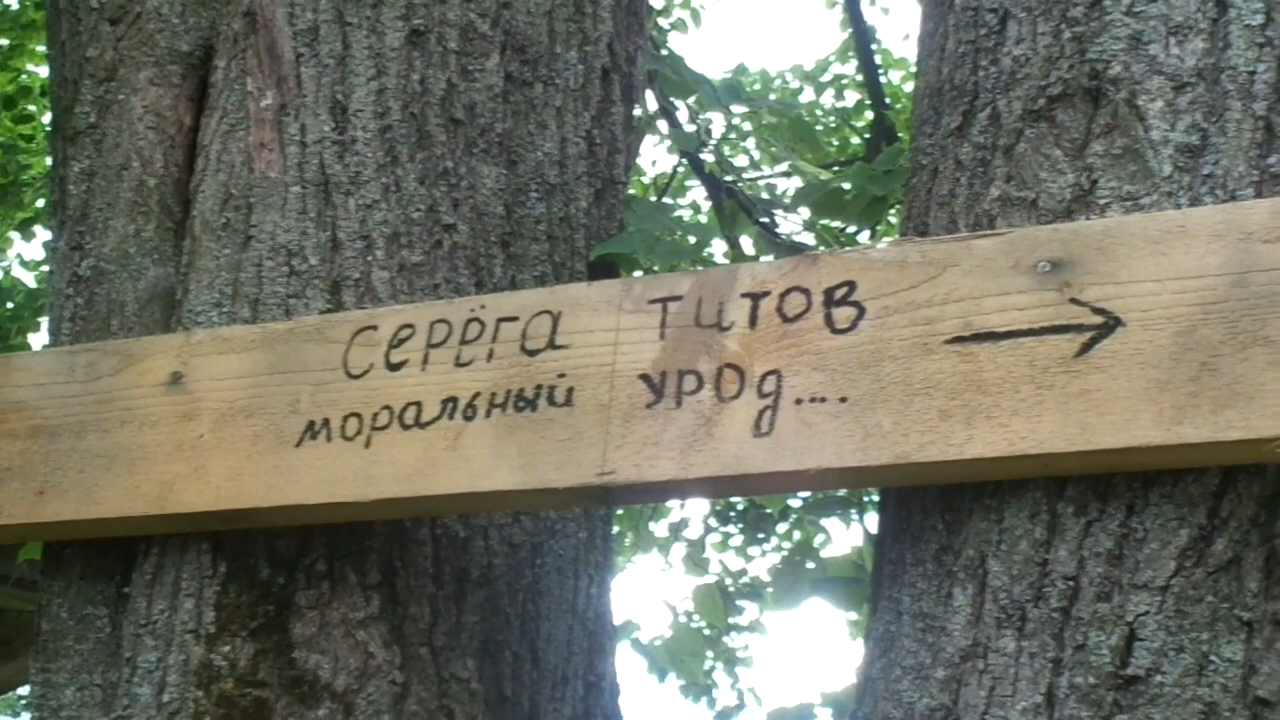 серёга титов →
моральный урод....